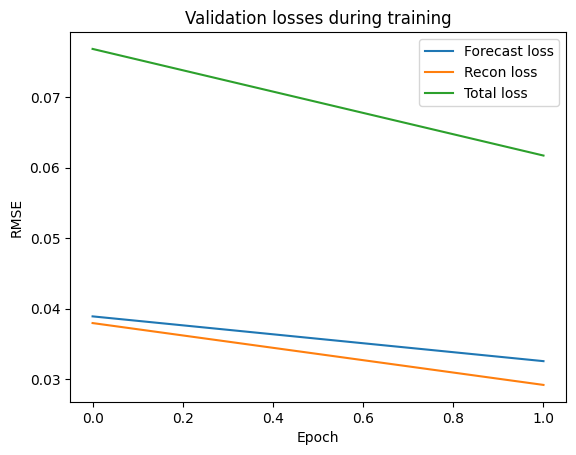 Validation losses during training
Forecast loss
Recon loss
Total loss
0.07
0.06
0.05
0.04
0.03
RMSE
0.0 0.2 0.4 0.6 0.8 1.0
Epoch